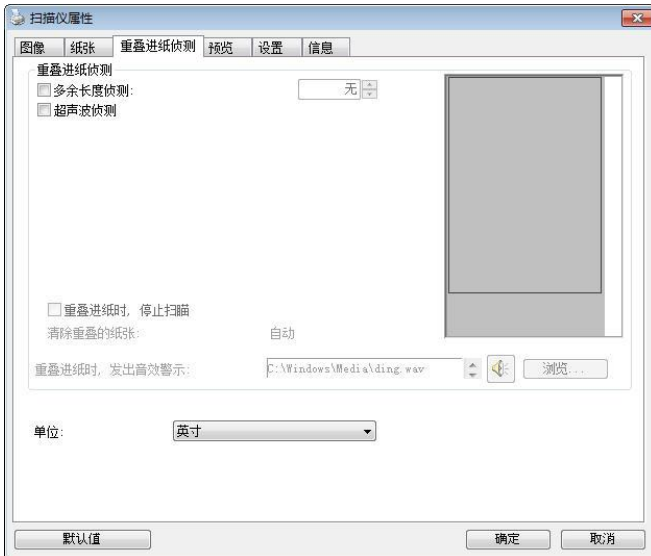 扫描仪属性
图像 纸张 重叠进纸侦测 预览 设置 信息
重叠进纸侦测
多余长度侦测: 无
超声波侦测
重叠进纸时, 停止扫瞄
清除重叠的纸张: 自动
重叠进纸时, 发出音效警示: C:\Windows\Media\ding.wav 浏览...
单位: 英寸
默认值 确定 取消